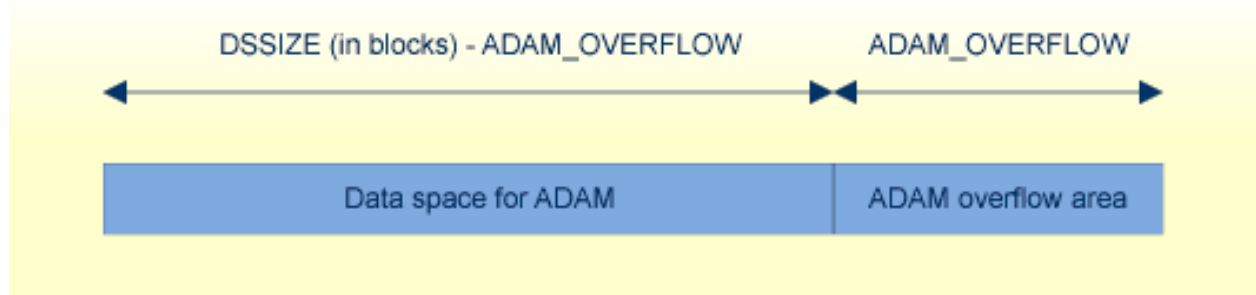 DSSIZE (in blocks) - ADAM_OVERFLOW ADAM_OVERFLOW
Data space for ADAM ADAM overflow area